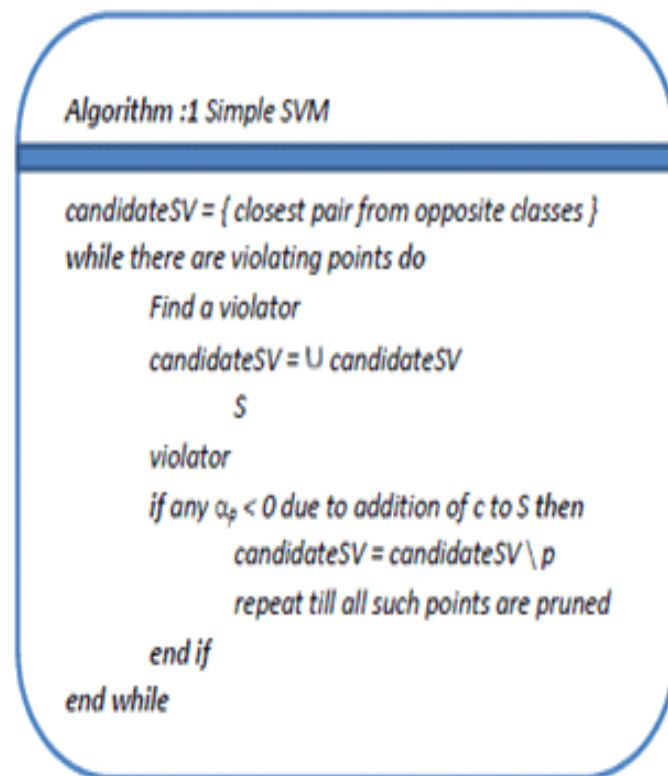 Algorithm :1 Simple SVM
candidateSV = { closest pair from opposite classes }
while there are violating points do
Find a violator
candidateSV = ∪ candidateSV
S
violator
if any αp < 0 due to addition of c to S then
candidateSV = candidateSV \ p
repeat till all such points are pruned
end if
end while